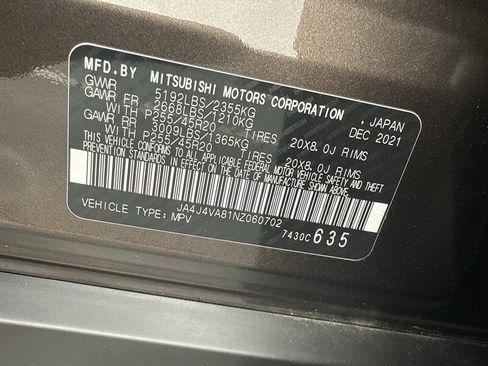 MFD.BY MITSUBISHI MOTORS CORPORATION , JAPAN
GVWR 5192LBS/2355KG DEC 2021
GAWR FR 2668LBS/1210KG
WITH P255/45R20 TIRES 20X8.0J RIMS
GAWR RR 3009LBS/1365KG
WITH P255/45R20 TIRES 20X8.0J RIMS
THIS VEHICLE CONFORMS TO ALL APPLICABLE FEDERAL MOTOR VEHICLE SAFETY AND THEFT
PREVENTION STANDARDS IN EFFECT ON THE DATE OF MANUFACTURE SHOWN ABOVE.
JA4J4VA81NZ060702
VEHICLE TYPE: MPV 7430C 635